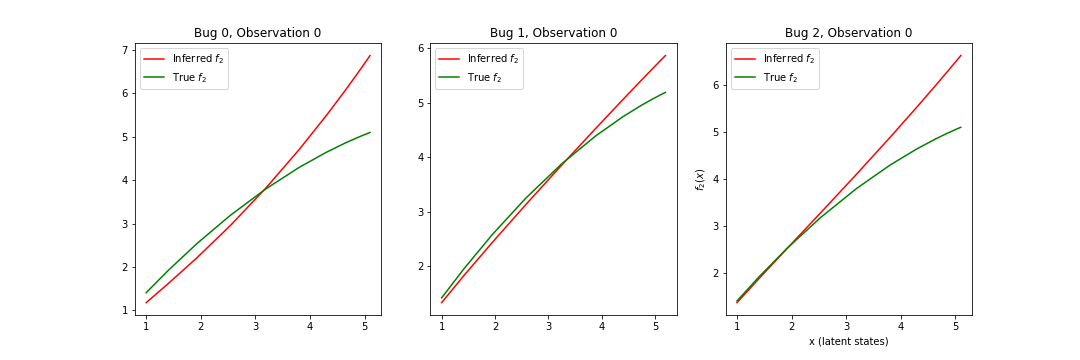 Bug 0, Observation 0
Inferred f₂
True f₂
7
6
5
4
3
2
1
1 2 3 4 5
Bug 1, Observation 0
Inferred f₂
True f₂
6
5
4
3
2
1 2 3 4 5
Bug 2, Observation 0
Inferred f₂
True f₂
f₂(x)
6
5
4
3
2
1 2 3 4 5
x (latent states)